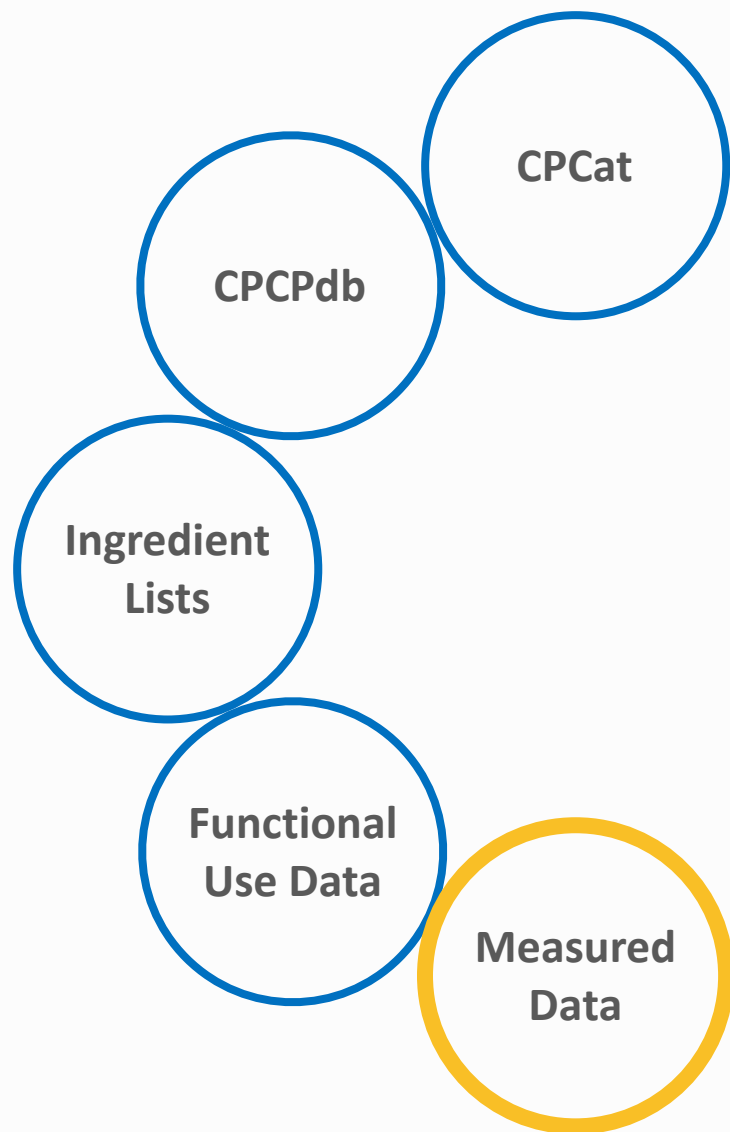 CPCat
CPCPdb
Ingredient
Lists
Functional
Use Data
Measured
Data